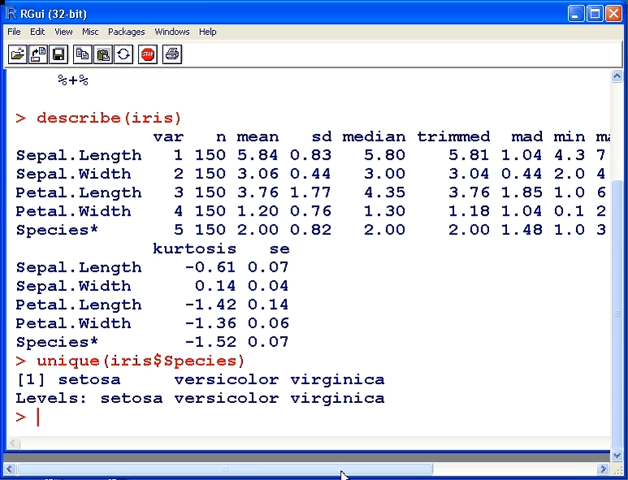 RGui (32-bit)
File Edit View Misc Packages Windows Help
STOP
%+%
> describe(iris)
var n mean sd median trimmed mad min ma
Sepal.Length 1 150 5.84 0.83 5.80 5.81 1.04 4.3 7
Sepal.Width 2 150 3.06 0.44 3.00 3.04 0.44 2.0 4
Petal.Length 3 150 3.76 1.77 4.35 3.76 1.85 1.0 6
Petal.Width 4 150 1.20 0.76 1.30 1.18 1.04 0.1 2
Species* 5 150 2.00 0.82 2.00 2.00 1.48 1.0 3
kurtosis se
Sepal.Length -0.61 0.07
Sepal.Width 0.14 0.04
Petal.Length -1.42 0.14
Petal.Width -1.36 0.06
Species* -1.52 0.07
> unique(iris$Species)
[1] setosa versicolor virginica
Levels: setosa versicolor virginica
>